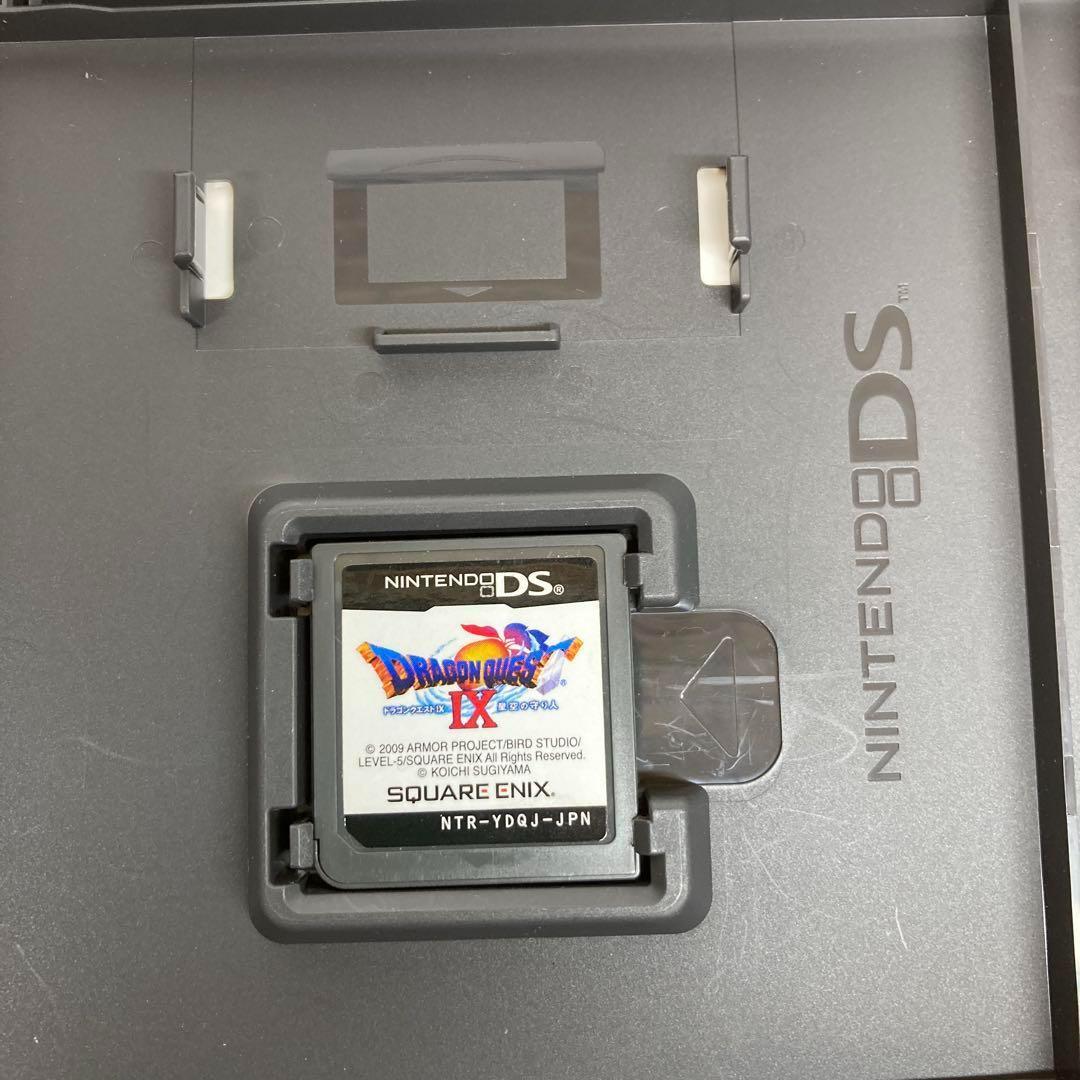 NINTENDO DS™
NINTENDO DS®
DRAGON QUEST®
IX
ドラゴンクエストIX 星空の守り人
© 2009 ARMOR PROJECT/BIRD STUDIO/
LEVEL-5/SQUARE ENIX All Rights Reserved.
© KOICHI SUGIYAMA
SQUARE ENIX®
NTR-YDQJ-JPN